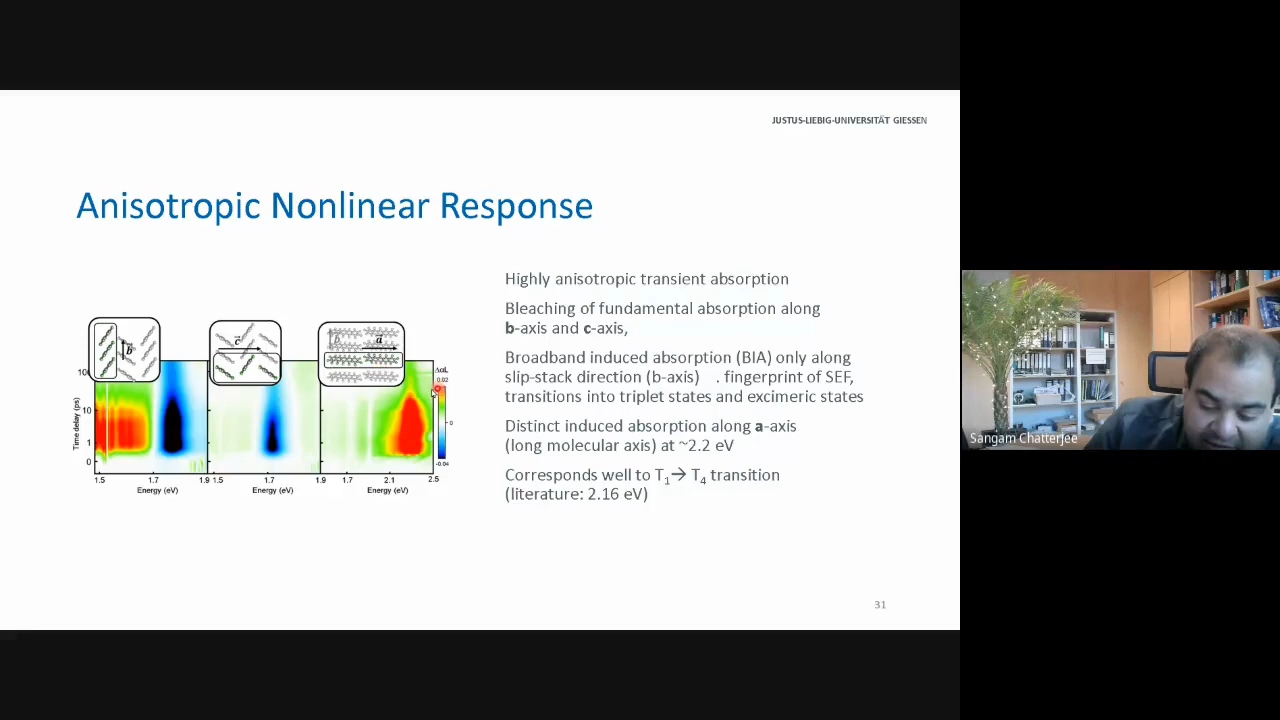 JUSTUS-LIEBIG-UNIVERSITÄT GIESSEN
Anisotropic Nonlinear Response
Highly anisotropic transient absorption
Bleaching of fundamental absorption along
b-axis and c-axis,
Broadband induced absorption (BIA) only along
slip-stack direction (b-axis) . fingerprint of SEF,
transitions into triplet states and excimeric states
Distinct induced absorption along a-axis
(long molecular axis) at ~2.2 eV
Corresponds well to T1→ T4 transition
(literature: 2.16 eV)
b
c
b
a
ΔαL
0.02
0
-0.04
Time delay (ps)
10
1
0
1.5 1.7 1.9 1.5 1.7 1.9 1.7 2.1 2.5
Energy (eV) Energy (eV) Energy (eV)
31
Sangam Chatterjee